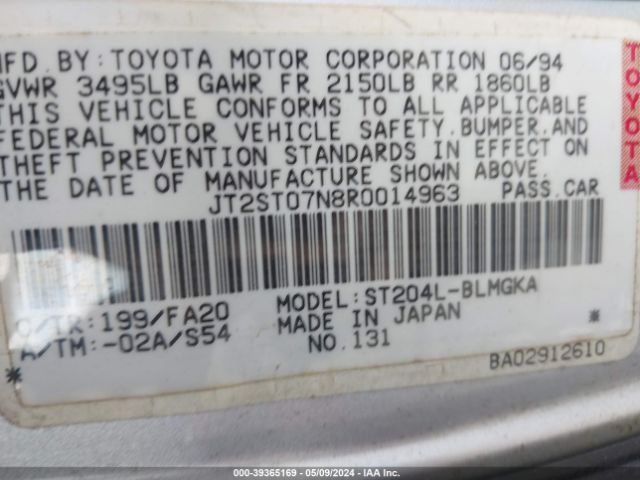 MFD. BY: TOYOTA MOTOR CORPORATION 06/94
GVWR 3495LB GAWR FR 2150LB RR 1860LB
THIS VEHICLE CONFORMS TO ALL APPLICABLE
FEDERAL MOTOR VEHICLE SAFETY.BUMPER.AND
THEFT PREVENTION STANDARDS IN EFFECT ON
THE DATE OF MANUFACTURE SHOWN ABOVE.
JT2ST07N8R0014963 PASS.CAR
TOYOTA
C/TR:199/FA20 MODEL:ST204L-BLMGKA
A/TM:-02A/S54 MADE IN JAPAN
* NO.131 BA02912610 *
000-39365169 | 05/09/2024 | IAA Inc.